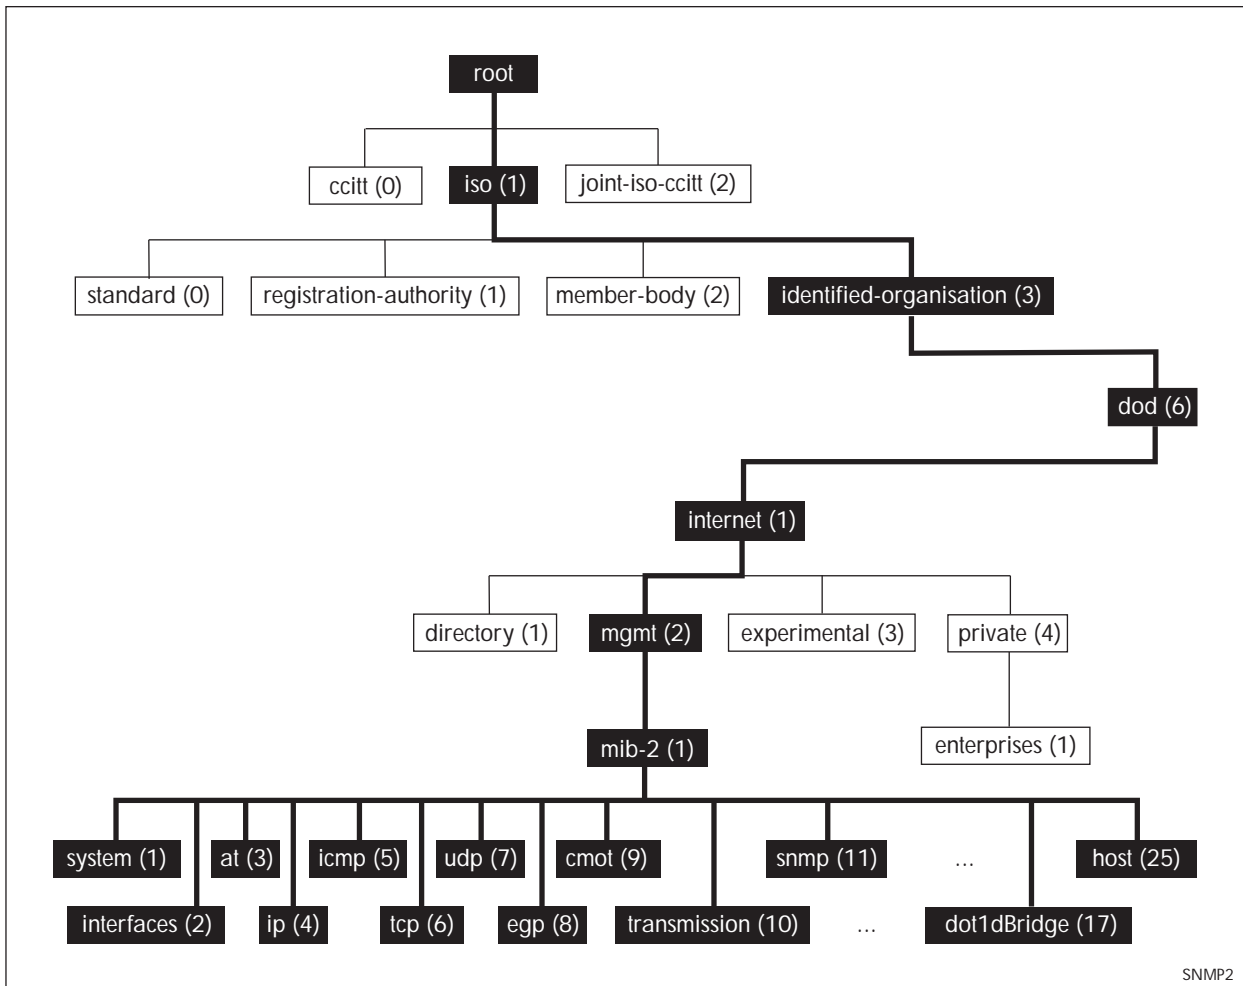 root
ccitt (0) iso (1) joint-iso-ccitt (2)
standard (0) registration-authority (1) member-body (2) identified-organisation (3)
dod (6)
internet (1)
directory (1) mgmt (2) experimental (3) private (4)
mib-2 (1) enterprises (1)
system (1) at (3) icmp (5) udp (7) cmot (9) snmp (11) ... host (25)
interfaces (2) ip (4) tcp (6) egp (8) transmission (10) ... dot1dBridge (17)
SNMP2